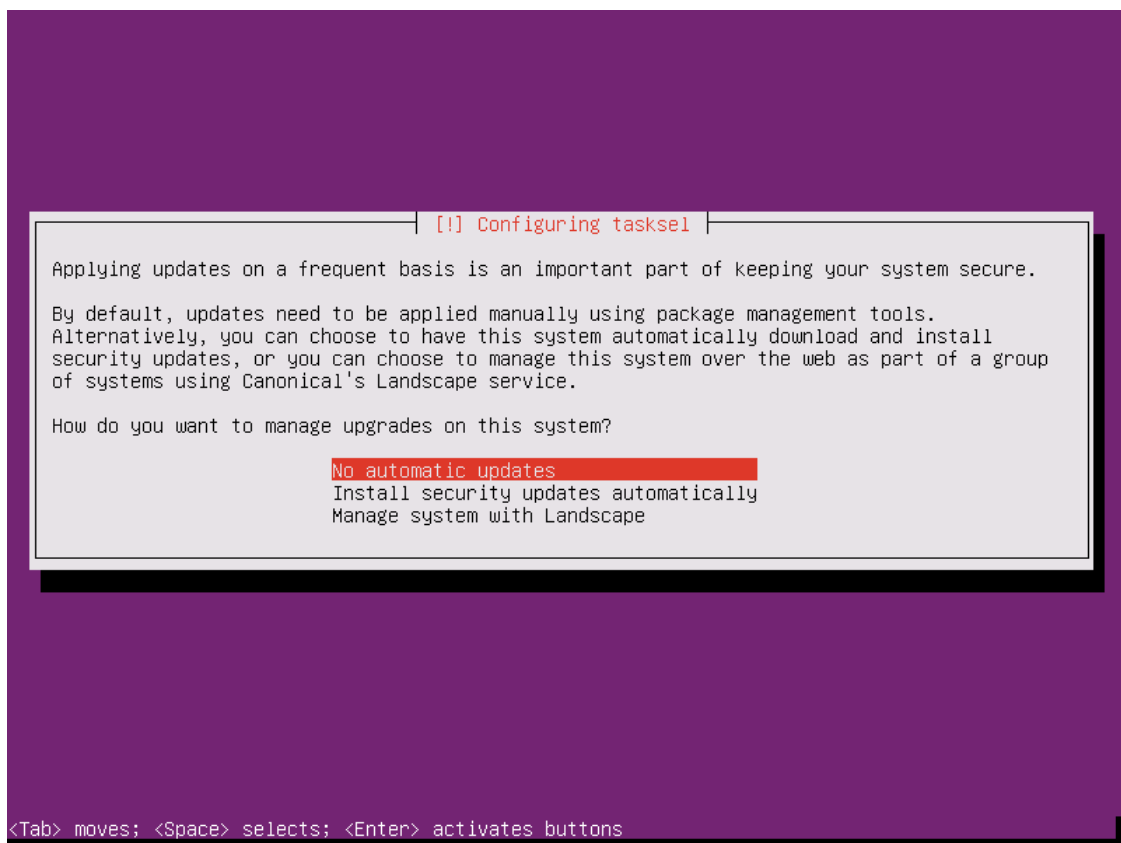 [!] Configuring tasksel
Applying updates on a frequent basis is an important part of keeping your system secure.
By default, updates need to be applied manually using package management tools.
Alternatively, you can choose to have this system automatically download and install
security updates, or you can choose to manage this system over the web as part of a group
of systems using Canonical's Landscape service.
How do you want to manage upgrades on this system?
No automatic updates
Install security updates automatically
Manage system with Landscape
<Tab> moves; <Space> selects; <Enter> activates buttons